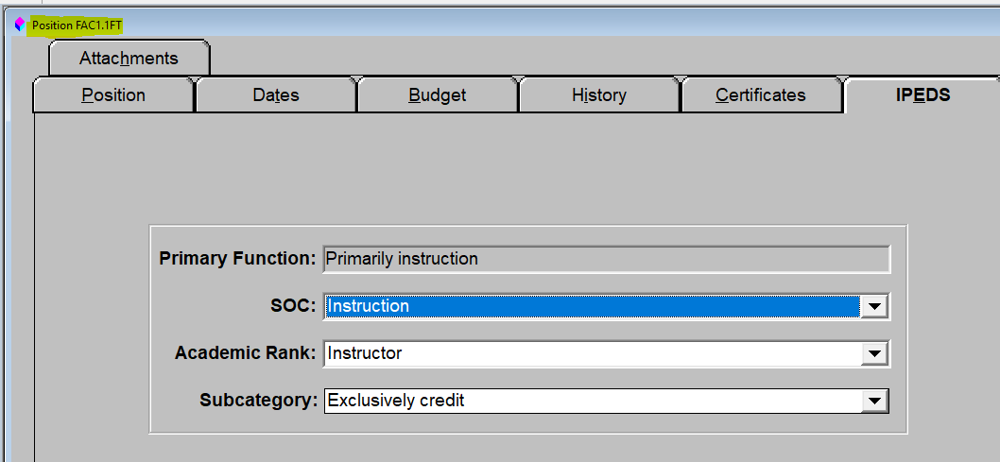 Position FAC1.1FT
Attachments
Position Dates Budget History Certificates IPEDS
Primary Function: Primarily instruction
SOC: Instruction
Academic Rank: Instructor
Subcategory: Exclusively credit